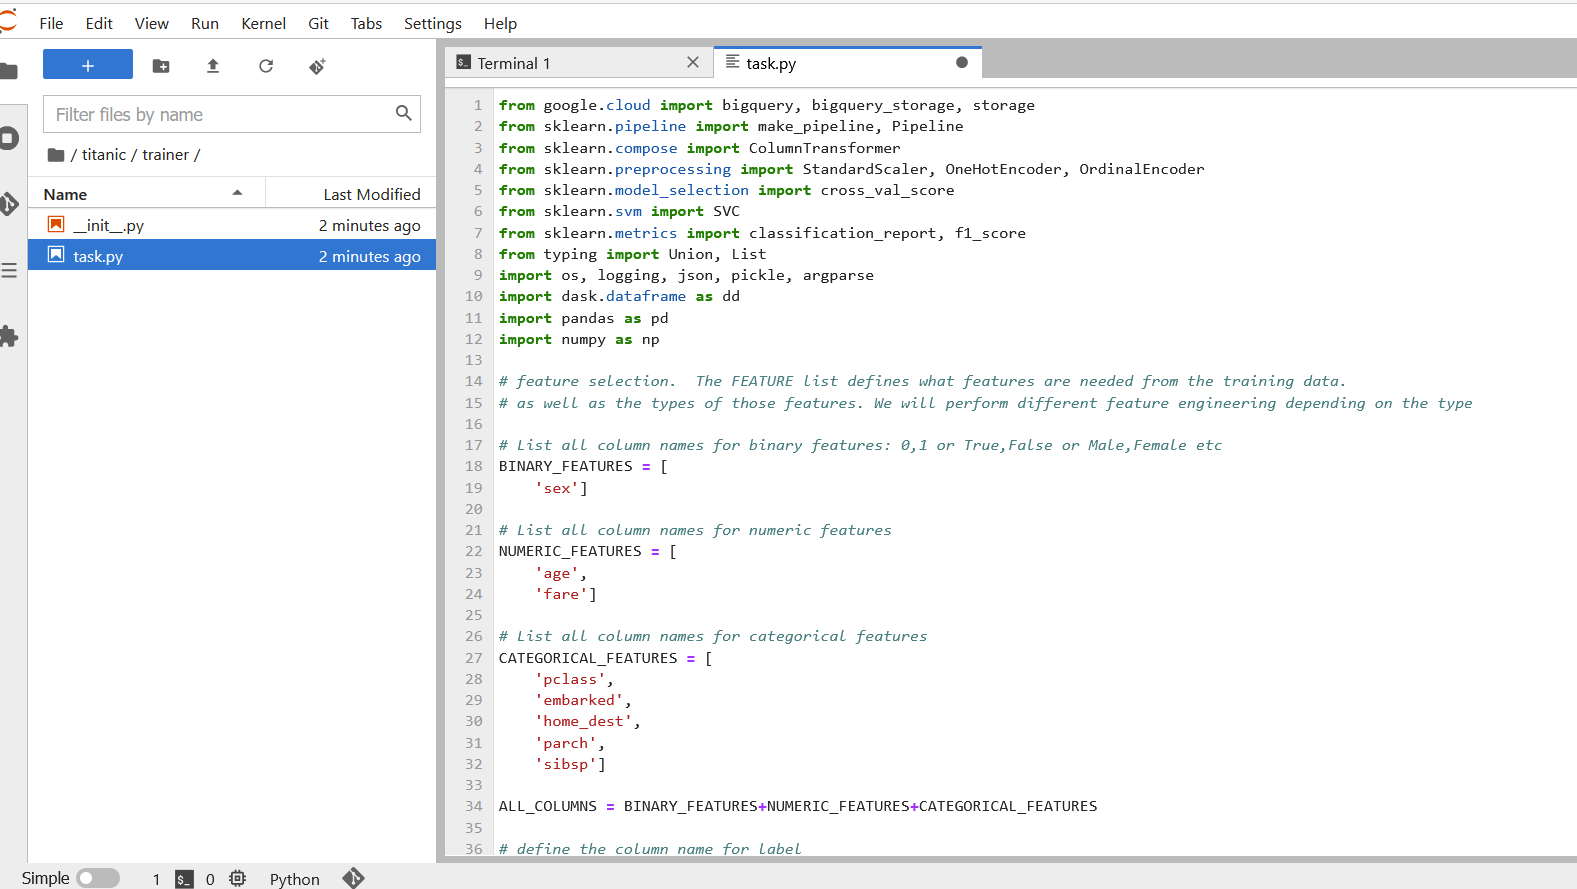 File Edit View Run Kernel Git Tabs Settings Help
+
Filter files by name
/ titanic / trainer /
Name Last Modified
__init__.py 2 minutes ago
task.py 2 minutes ago
$_ Terminal 1
task.py
1 from google.cloud import bigquery, bigquery_storage, storage
2 from sklearn.pipeline import make_pipeline, Pipeline
3 from sklearn.compose import ColumnTransformer
4 from sklearn.preprocessing import StandardScaler, OneHotEncoder, OrdinalEncoder
5 from sklearn.model_selection import cross_val_score
6 from sklearn.svm import SVC
7 from sklearn.metrics import classification_report, f1_score
8 from typing import Union, List
9 import os, logging, json, pickle, argparse
10 import dask.dataframe as dd
11 import pandas as pd
12 import numpy as np
13
14 # feature selection.  The FEATURE list defines what features are needed from the training data.
15 # as well as the types of those features. We will perform different feature engineering depending on the type
16
17 # List all column names for binary features: 0,1 or True,False or Male,Female etc
18 BINARY_FEATURES = [
19     'sex']
20
21 # List all column names for numeric features
22 NUMERIC_FEATURES = [
23     'age',
24     'fare']
25
26 # List all column names for categorical features
27 CATEGORICAL_FEATURES = [
28     'pclass',
29     'embarked',
30     'home_dest',
31     'parch',
32     'sibsp']
33
34 ALL_COLUMNS = BINARY_FEATURES+NUMERIC_FEATURES+CATEGORICAL_FEATURES
35
36 # define the column name for label
Simple 1 $_ 0 Python